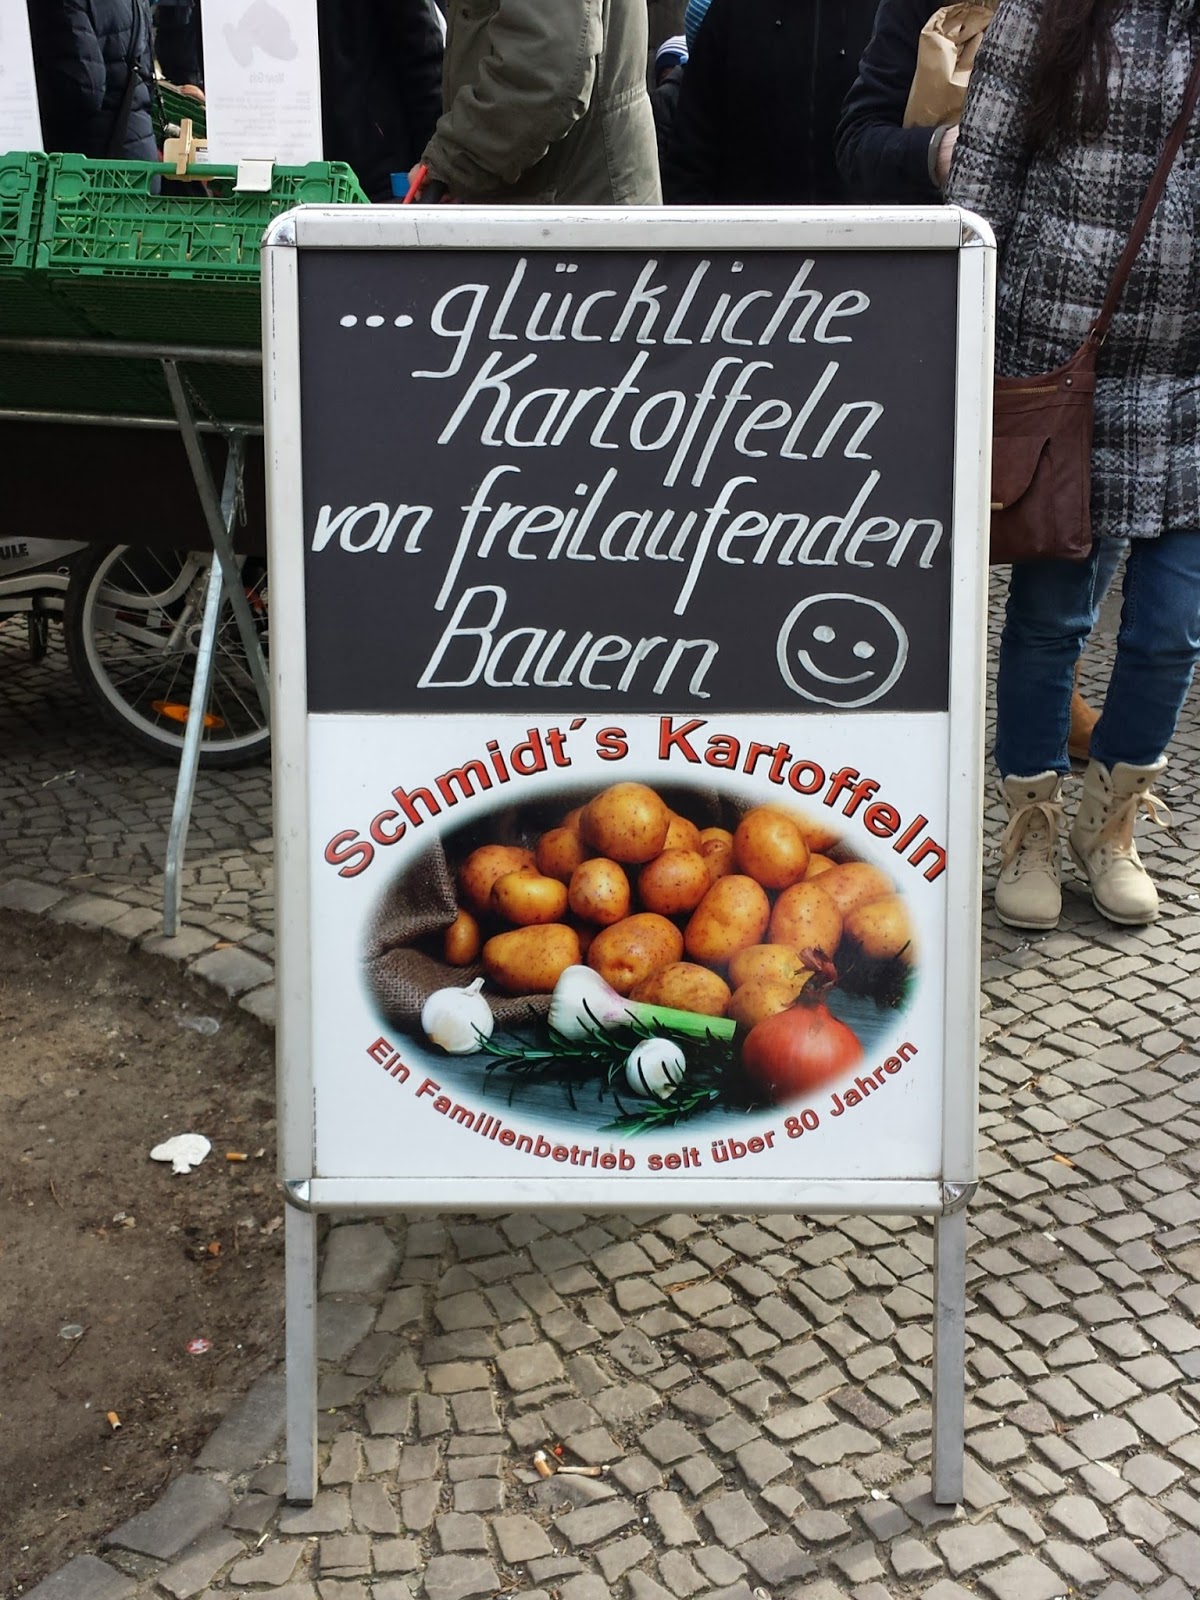 ...glückliche
Kartoffeln
von freilaufenden
Bauern
Schmidt´s Kartoffeln
Ein Familienbetrieb seit über 80 Jahren